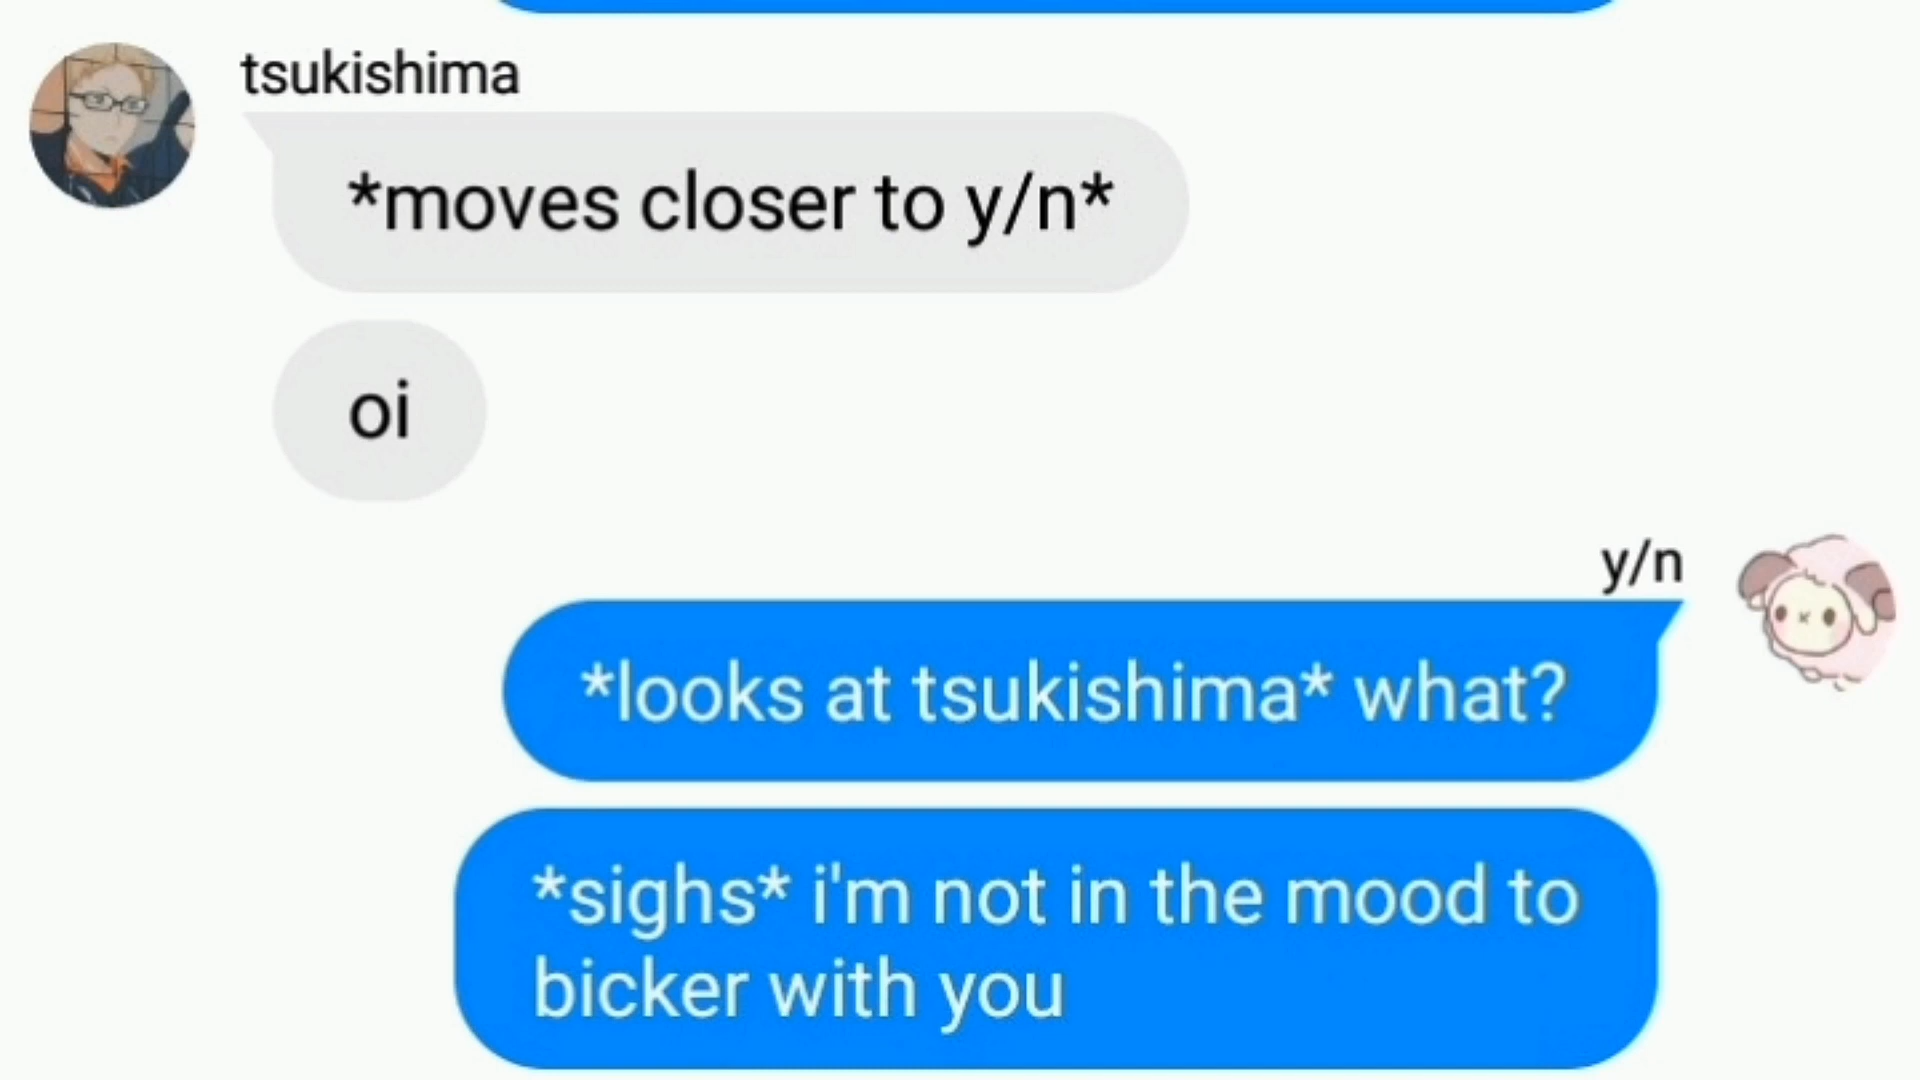 tsukishima
*moves closer to y/n*
oi
y/n
*looks at tsukishima* what?
*sighs* i'm not in the mood to
bicker with you